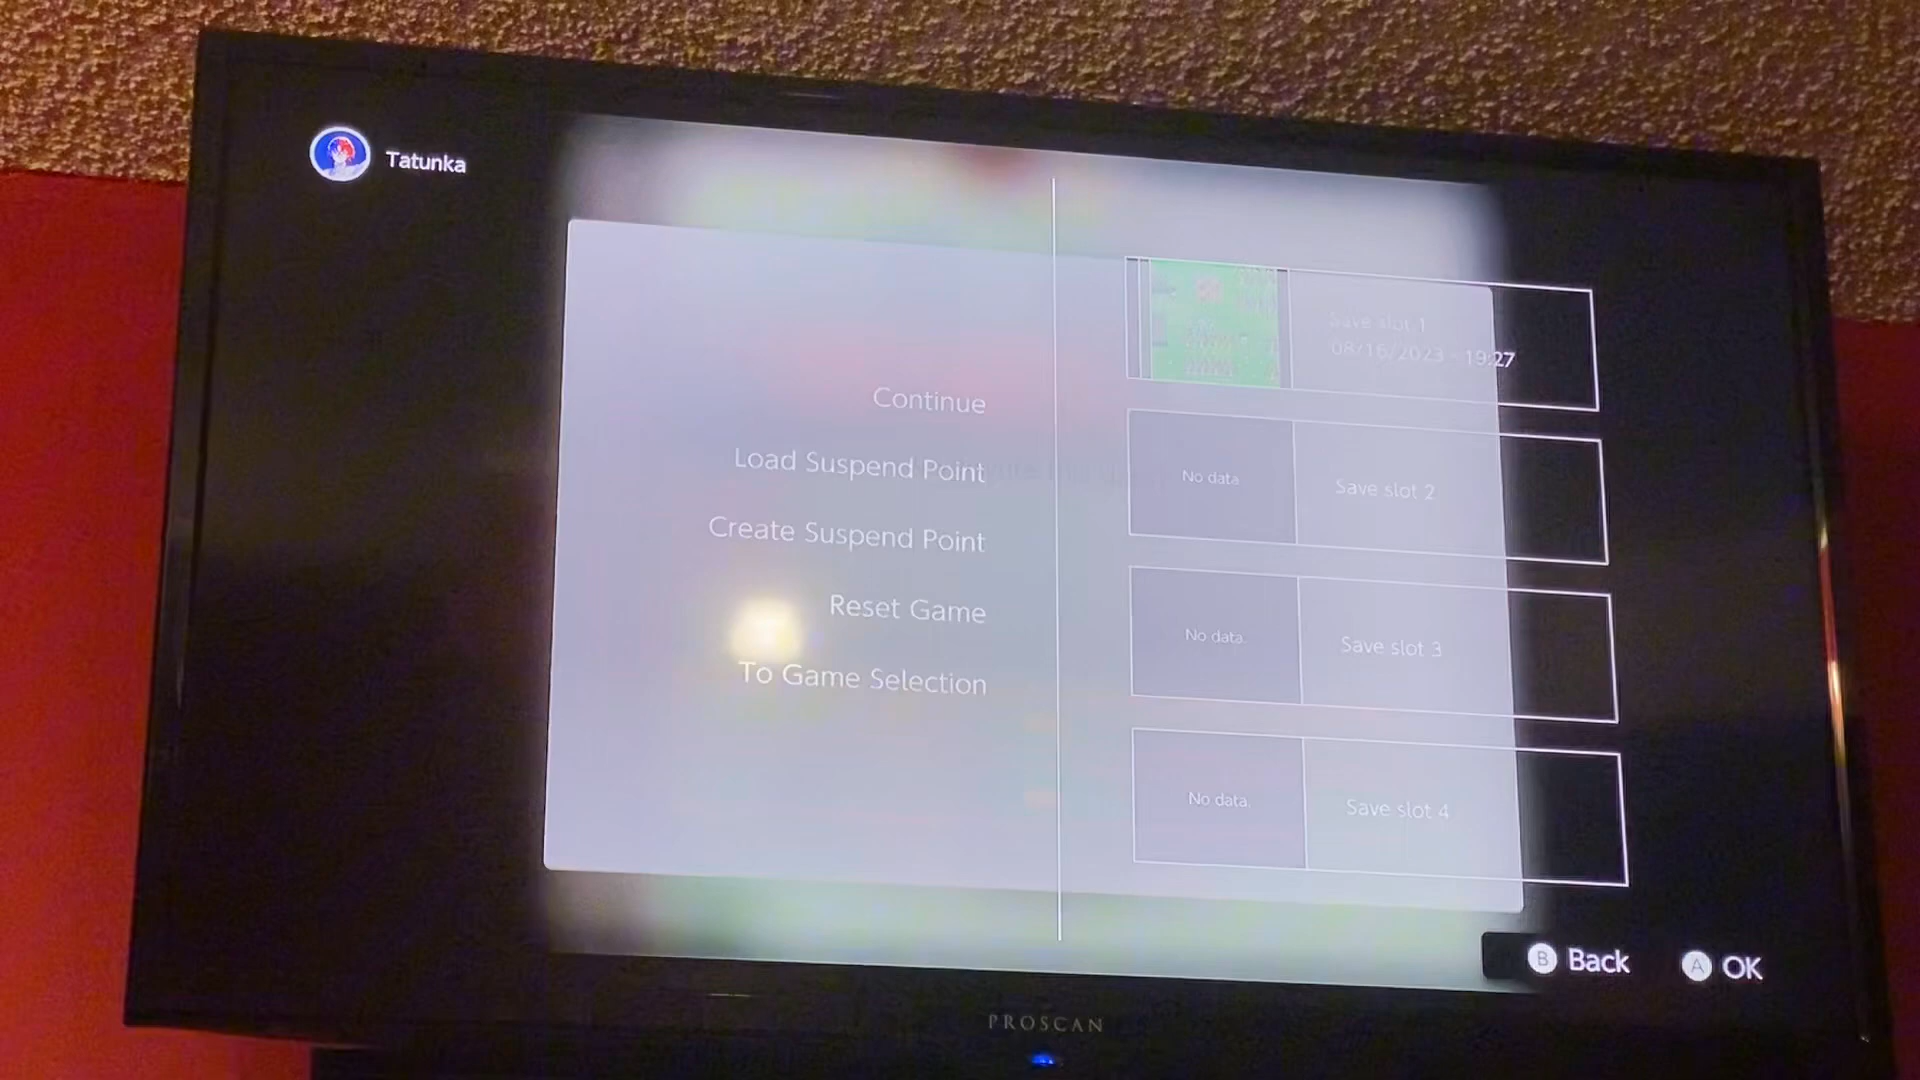 Tatunka
Continue
Load Suspend Point
Create Suspend Point
Reset Game
To Game Selection
Save slot 1
08/16/2023 - 19:27
No data.
Save slot 2
No data.
Save slot 3
No data.
Save slot 4
B Back
A OK
PROSCAN